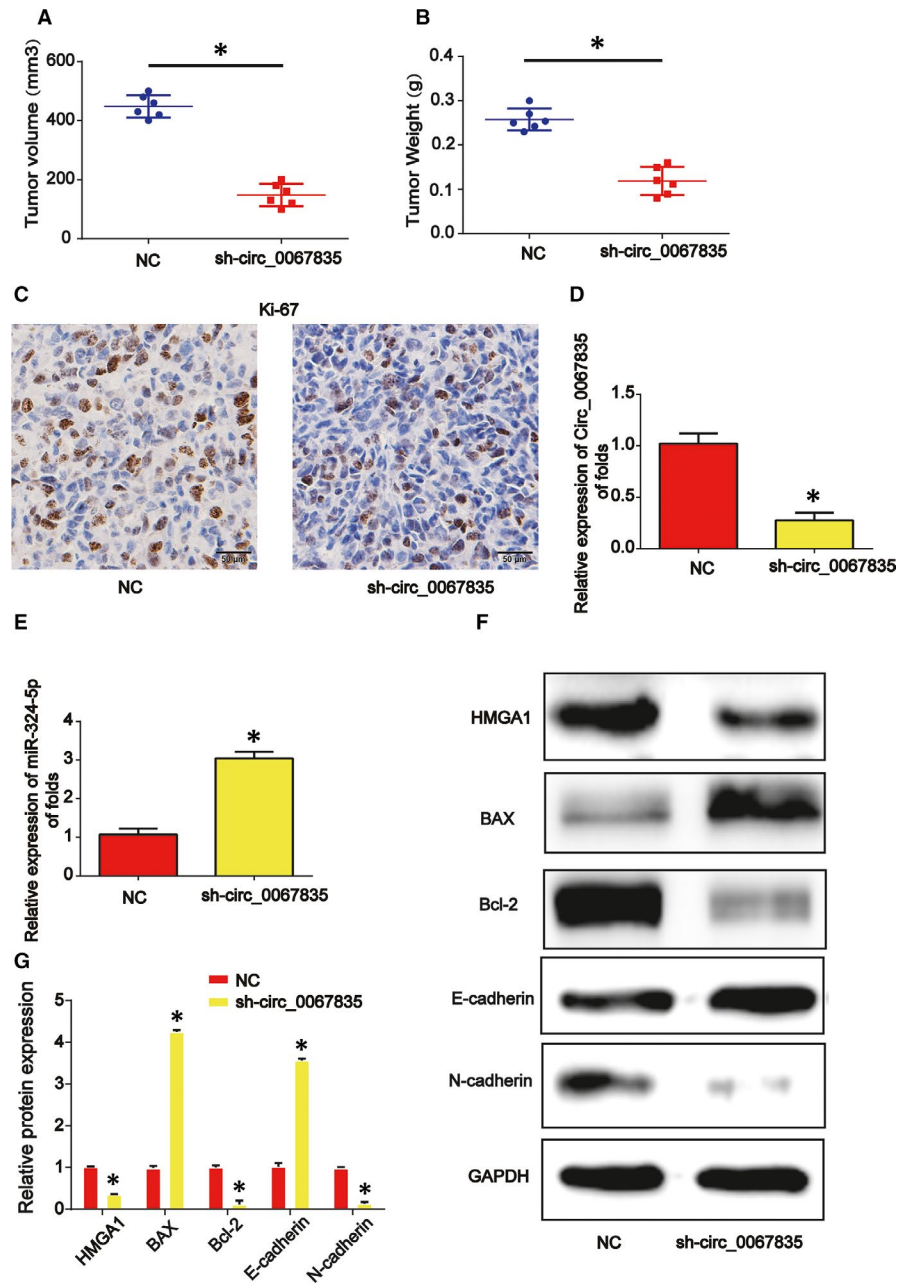 A
Tumor volume (mm3)
600
400
200
0
*
NC
sh-circ_0067835
B
Tumor Weight (g)
0.4
0.3
0.2
0.1
0.0
*
NC
sh-circ_0067835
C
Ki-67
50 μm
50 μm
NC
sh-circ_0067835
D
Relative expression of Circ_0067835
of folds
1.5
1.0
0.5
0.0
*
NC
sh-circ_0067835
E
Relative expression of miR-324-5p
of folds
4
3
2
1
0
*
NC
sh-circ_0067835
F
HMGA1
BAX
Bcl-2
E-cadherin
N-cadherin
GAPDH
NC
sh-circ_0067835
G
NC
sh-circ_0067835
Relative protein expression
5
4
3
2
1
0
*
*
*
*
*
HMGA1
BAX
Bcl-2
E-cadherin
N-cadherin